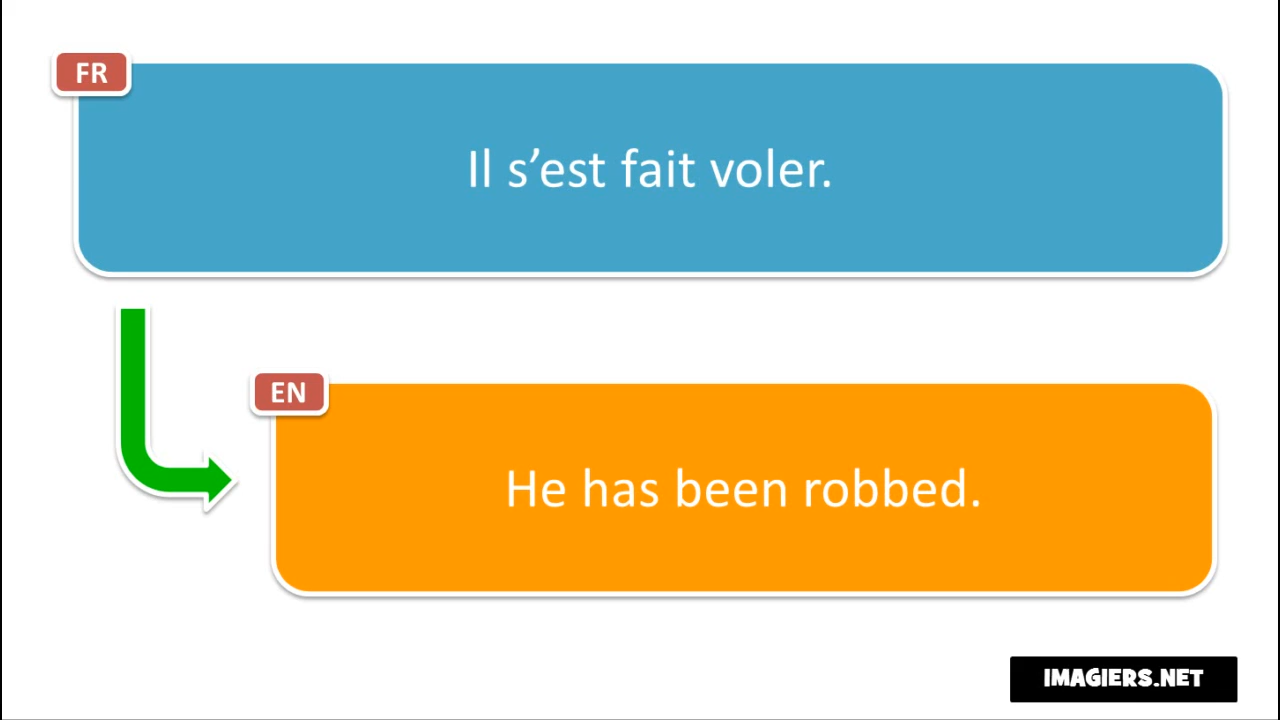 FR
Il s’est fait voler.
EN
He has been robbed.
IMAGIERS.NET